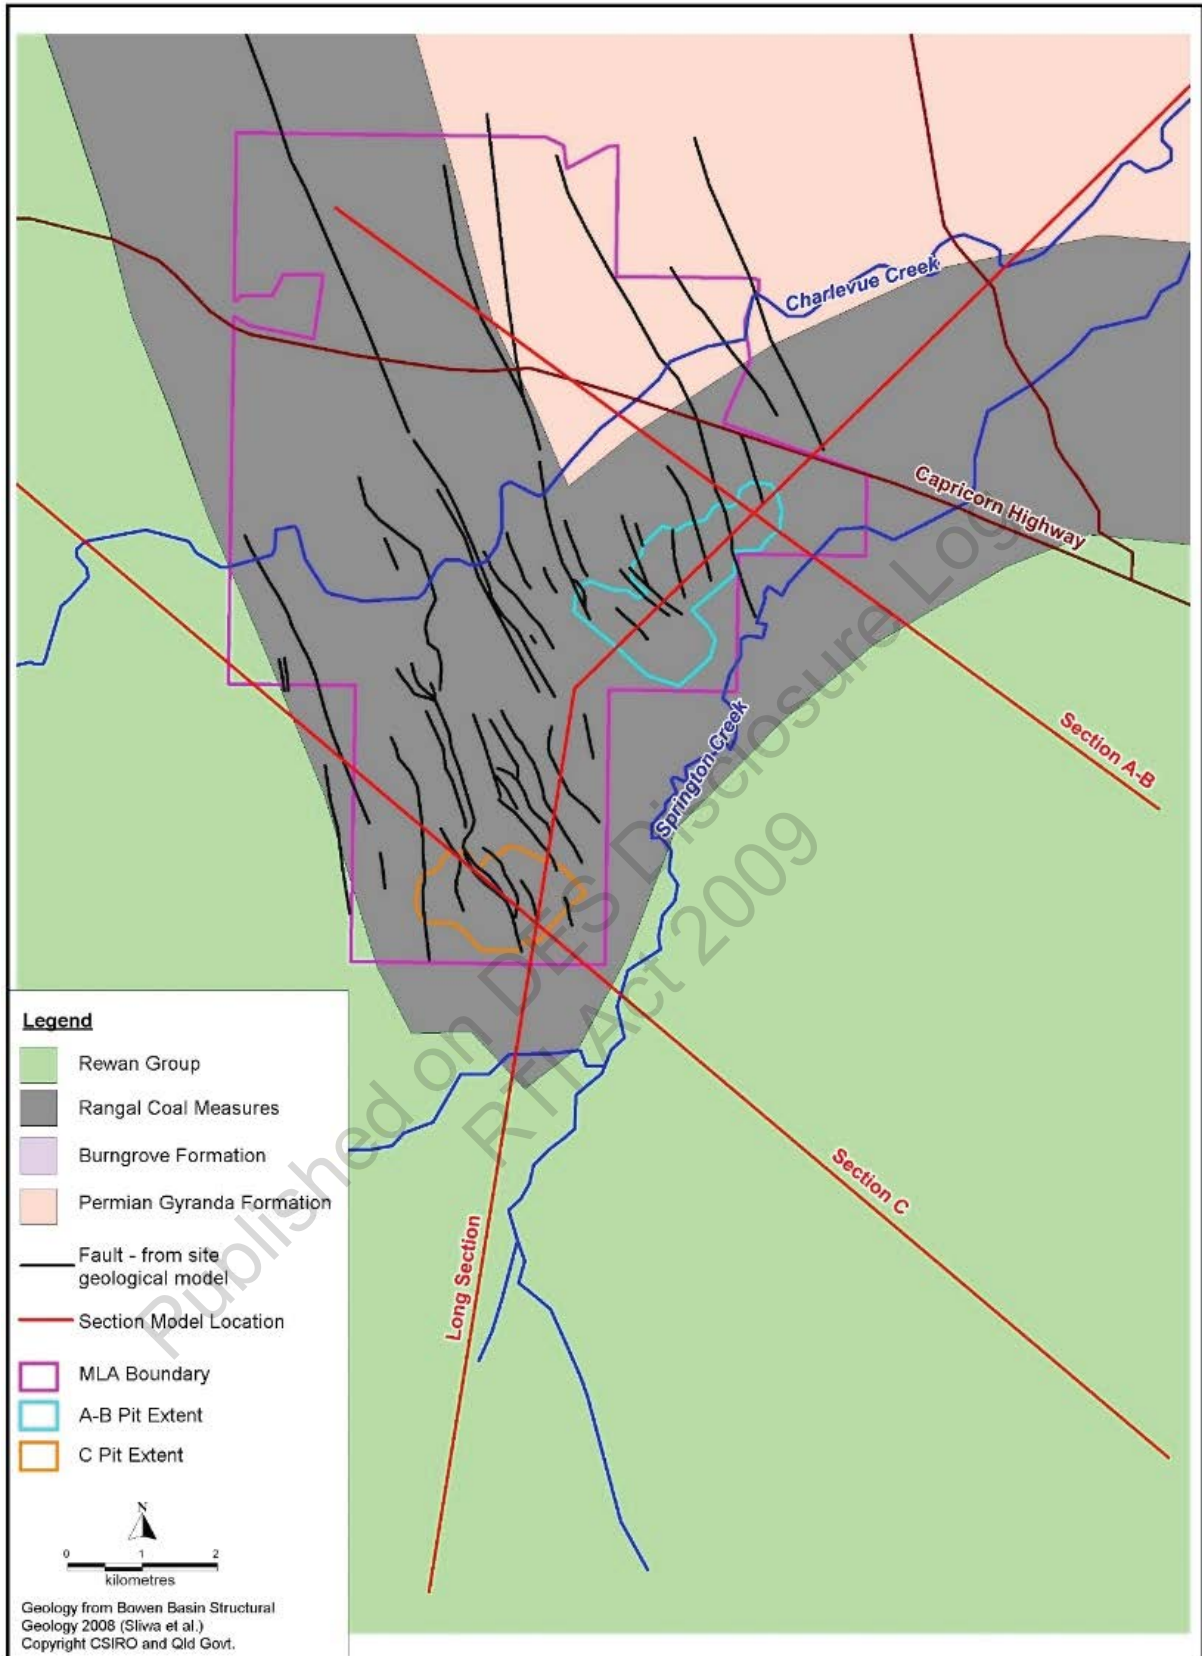 Charlevue Creek
Capricorn Highway
Springton Creek
Section A-B
Section C
Long Section
Published on DES Disclosure Log
RTI Act 2009
Legend
Rewan Group
Rangal Coal Measures
Burngrove Formation
Permian Gyranda Formation
Fault - from site
geological model
Section Model Location
MLA Boundary
A-B Pit Extent
C Pit Extent
N
0 1 2
kilometres
Geology from Bowen Basin Structural
Geology 2008 (Sliwa et al.)
Copyright CSIRO and Qld Govt.